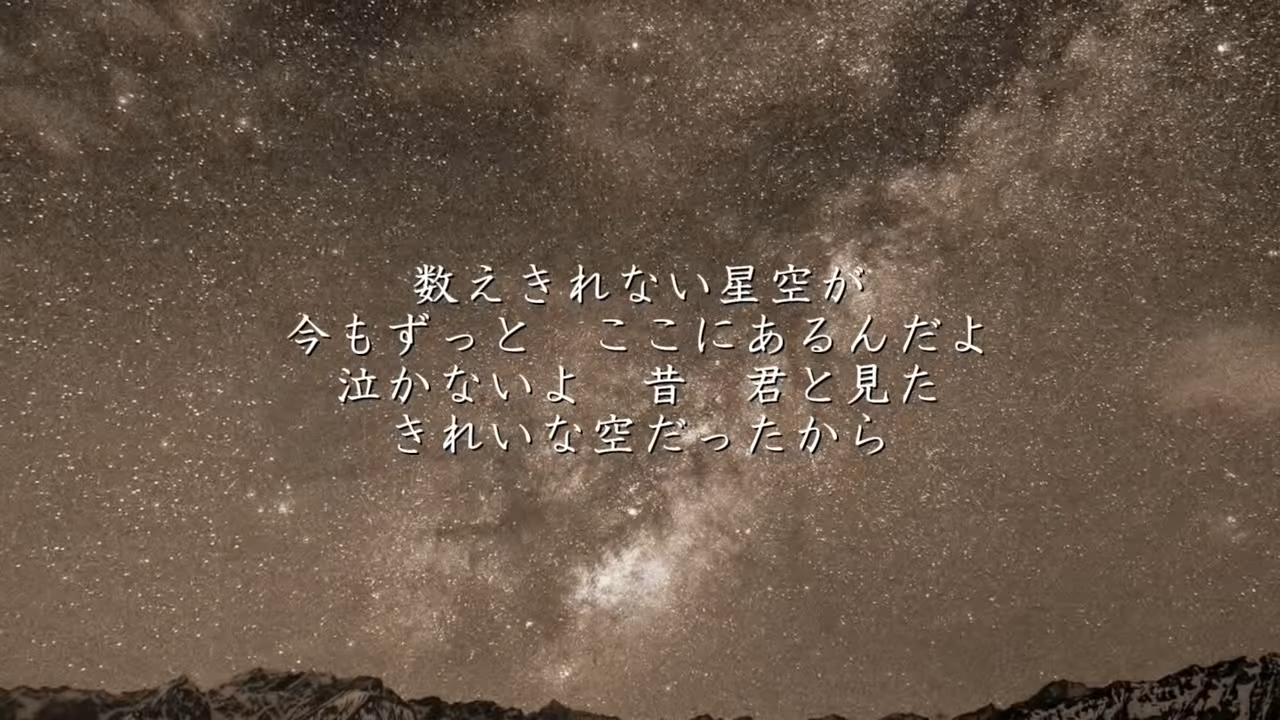 数えきれない星空が
今もずっと　ここにあるんだよ
泣かないよ　昔　君と見た
きれいな空だったから